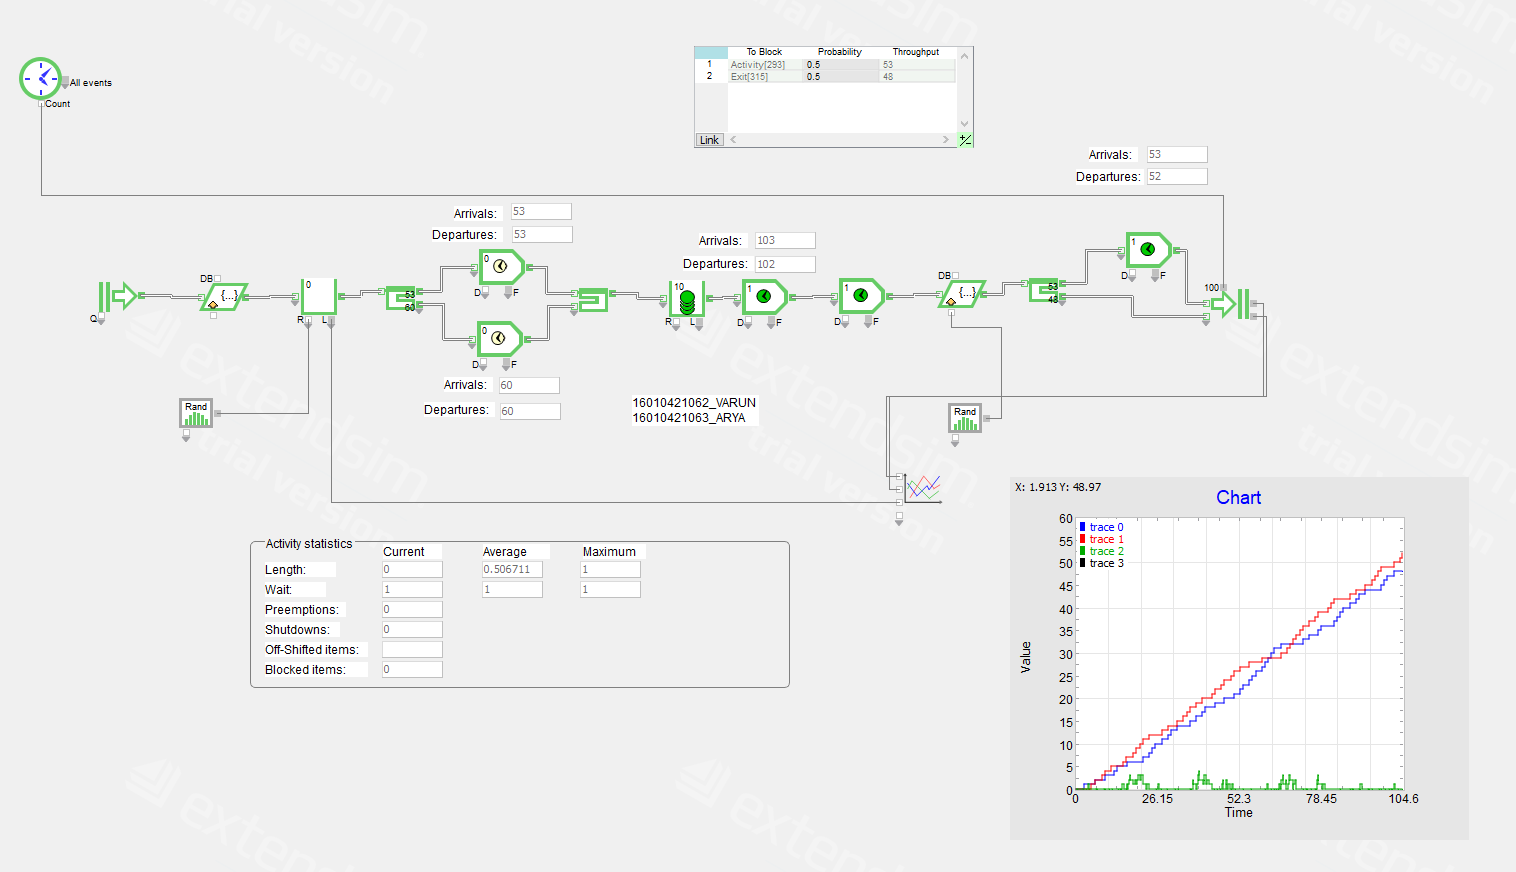 To Block Probability Throughput
1 Activity[293] 0.5 53
2 Exit[315] 0.5 48
Link
All events
Count
Arrivals: 53
Departures: 52
Arrivals: 53
Departures: 53
Arrivals: 103
Departures: 102
Q
DB
{...}
0
R L
53
60
0
D F
0
D F
10
R L
1
D F
1
D F
DB
{...}
53
48
1
D F
100
Arrivals: 60
Departures: 60
Rand
Rand
16010421062_VARUN
16010421063_ARYA
Activity statistics
Current Average Maximum
Length: 0 0.506711 1
Wait: 1 1 1
Preemptions: 0
Shutdowns: 0
Off-Shifted items:
Blocked items: 0
X: 1.913 Y: 48.97
Chart
trace 0
trace 1
trace 2
trace 3
60
55
50
45
40
35
30
25
20
15
10
5
0
Value
0 26.15 52.3 78.45 104.6
Time
extendsim
trial version